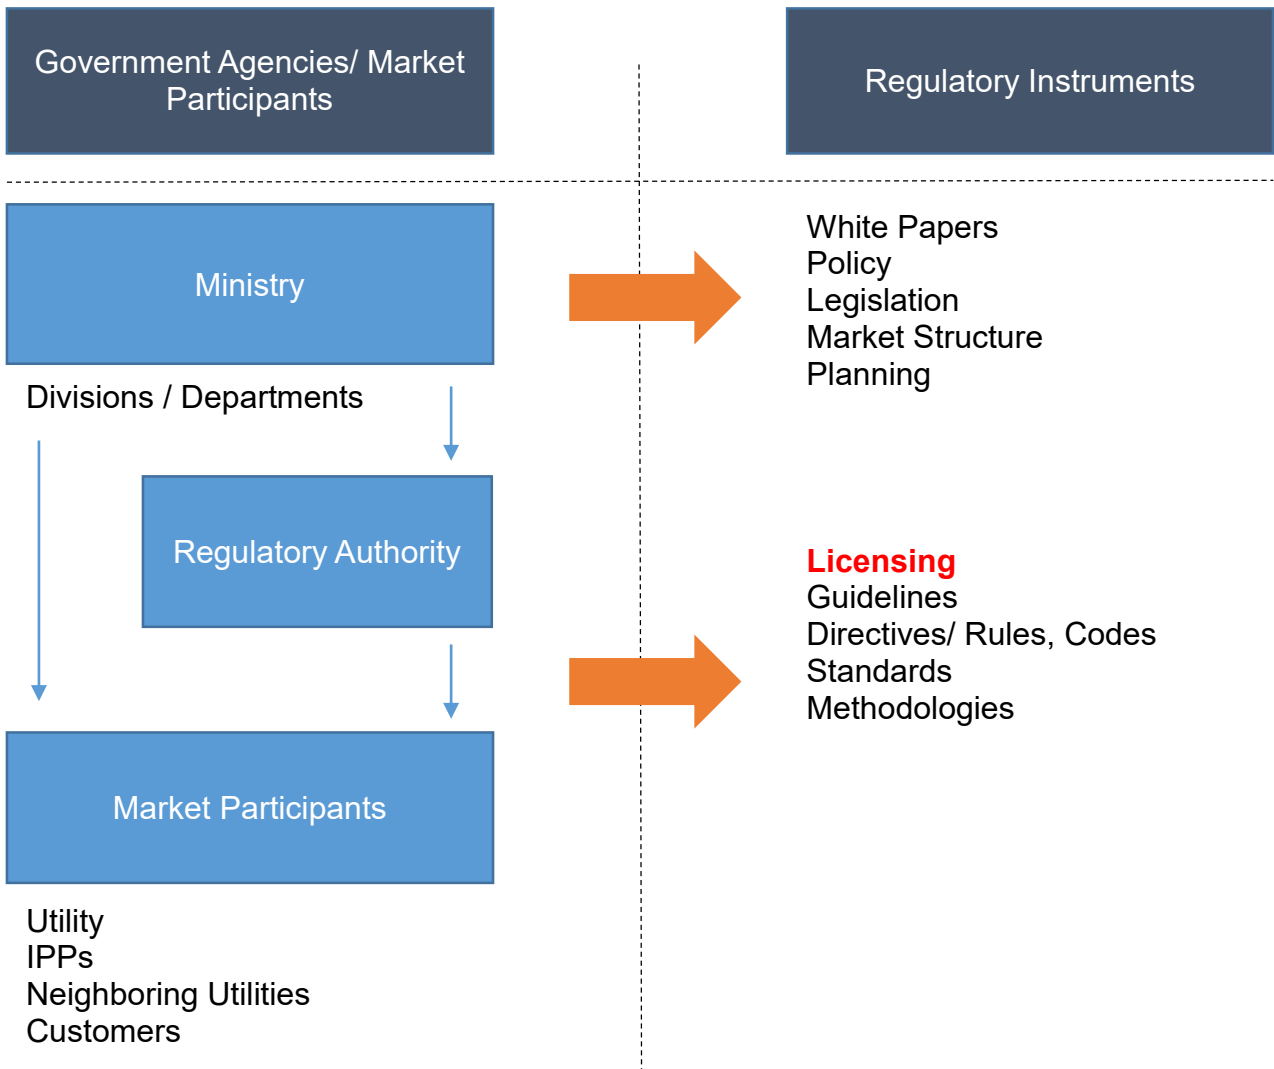 Government Agencies/ Market
Participants
Regulatory Instruments
Ministry
White Papers
Policy
Legislation
Market Structure
Planning
Divisions / Departments
Regulatory Authority
Licensing
Guidelines
Directives/ Rules, Codes
Standards
Methodologies
Market Participants
Utility
IPPs
Neighboring Utilities
Customers